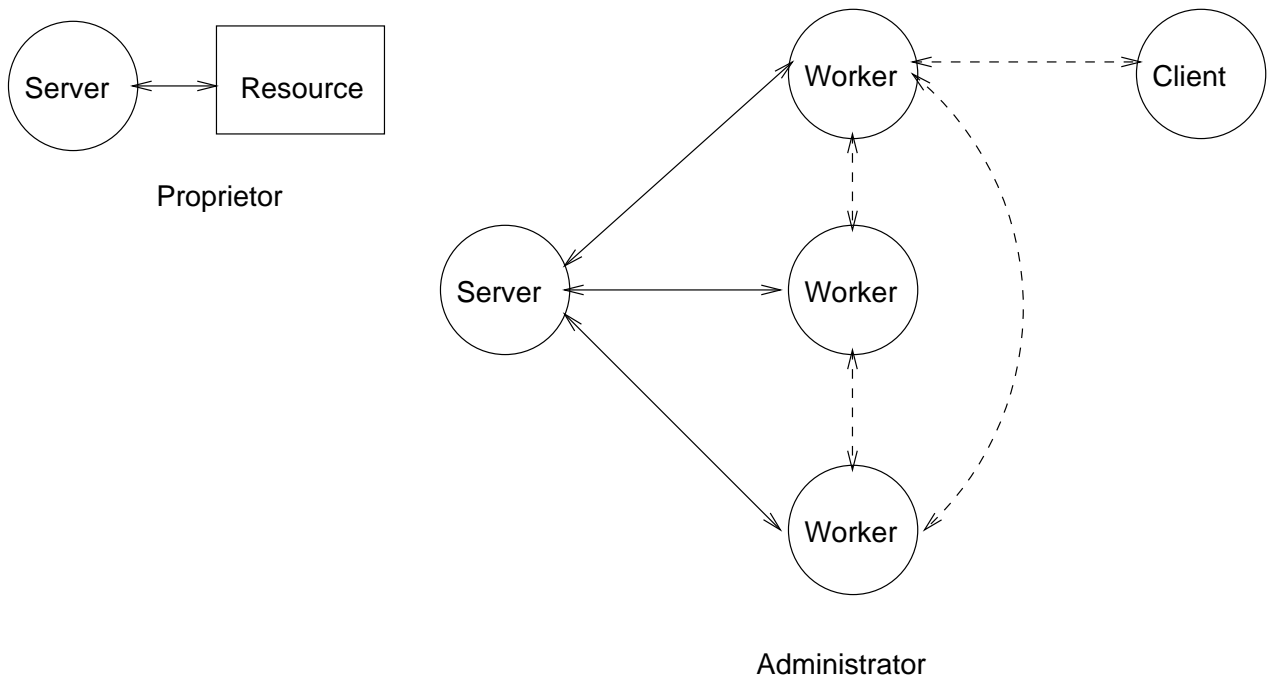 Server
Resource
Proprietor
Worker
Client
Server
Worker
Worker
Administrator